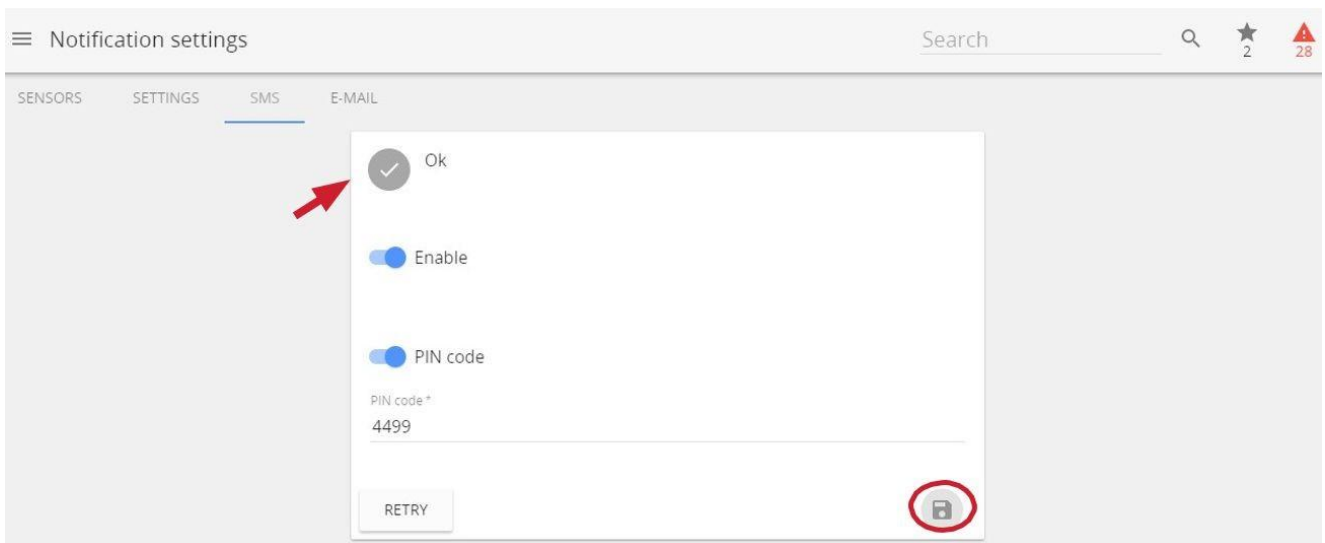 Notification settings
Search
2
28
SENSORS SETTINGS SMS E-MAIL
Ok
Enable
PIN code
PIN code *
4499
RETRY